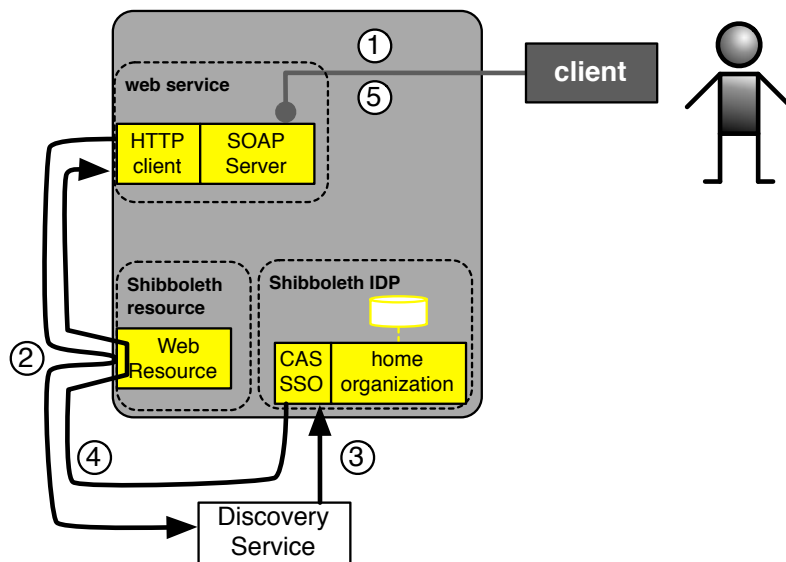 1
client
5
web service
HTTP
client
SOAP
Server
Shibboleth
resource
Shibboleth IDP
Web
Resource
2
CAS
SSO
home
organization
4
3
Discovery
Service